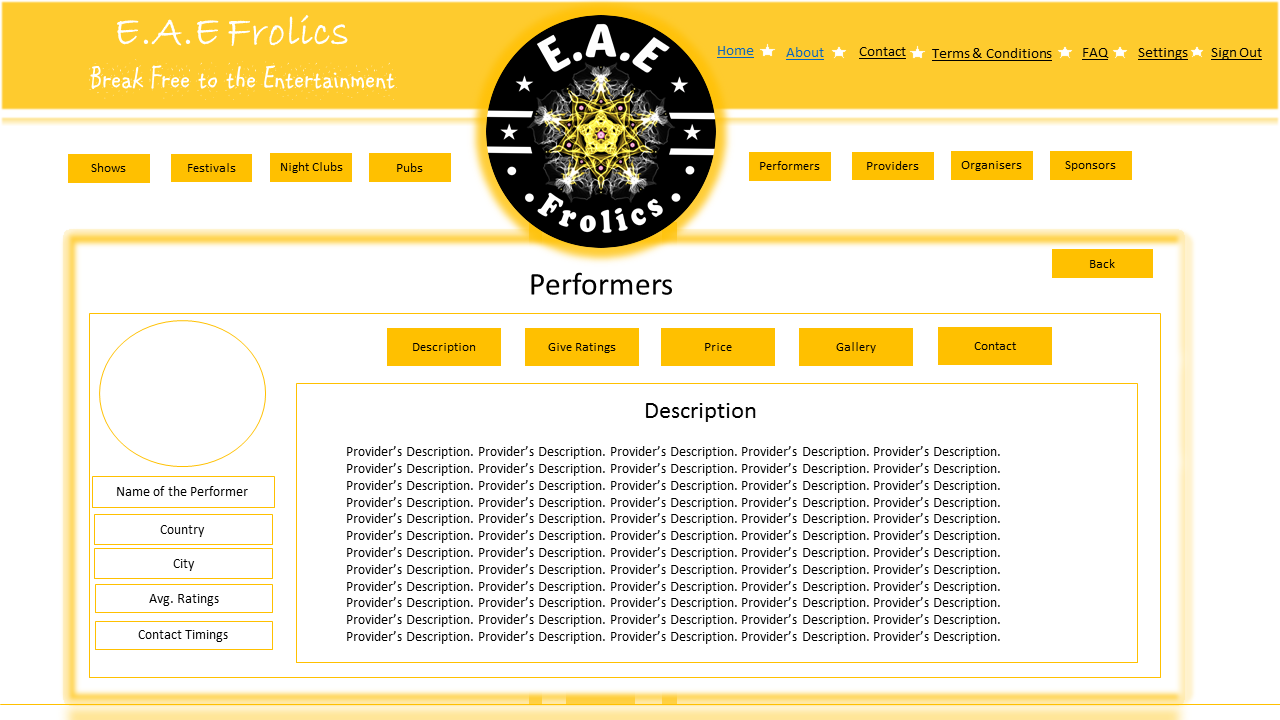 E.A.E Frolics
Break Free to the Entertainment
E.A.E
Frolics
Home About Contact Terms & Conditions FAQ Settings Sign Out
Shows Festivals Night Clubs Pubs Performers Providers Organisers Sponsors
Back
Performers
Description Give Ratings Price Gallery Contact
Name of the Performer
Country
City
Avg. Ratings
Contact Timings
Description
Provider’s Description. Provider’s Description. Provider’s Description. Provider’s Description. Provider’s Description.
Provider’s Description. Provider’s Description. Provider’s Description. Provider’s Description. Provider’s Description.
Provider’s Description. Provider’s Description. Provider’s Description. Provider’s Description. Provider’s Description.
Provider’s Description. Provider’s Description. Provider’s Description. Provider’s Description. Provider’s Description.
Provider’s Description. Provider’s Description. Provider’s Description. Provider’s Description. Provider’s Description.
Provider’s Description. Provider’s Description. Provider’s Description. Provider’s Description. Provider’s Description.
Provider’s Description. Provider’s Description. Provider’s Description. Provider’s Description. Provider’s Description.
Provider’s Description. Provider’s Description. Provider’s Description. Provider’s Description. Provider’s Description.
Provider’s Description. Provider’s Description. Provider’s Description. Provider’s Description. Provider’s Description.
Provider’s Description. Provider’s Description. Provider’s Description. Provider’s Description. Provider’s Description.
Provider’s Description. Provider’s Description. Provider’s Description. Provider’s Description. Provider’s Description.
Provider’s Description. Provider’s Description. Provider’s Description. Provider’s Description. Provider’s Description.